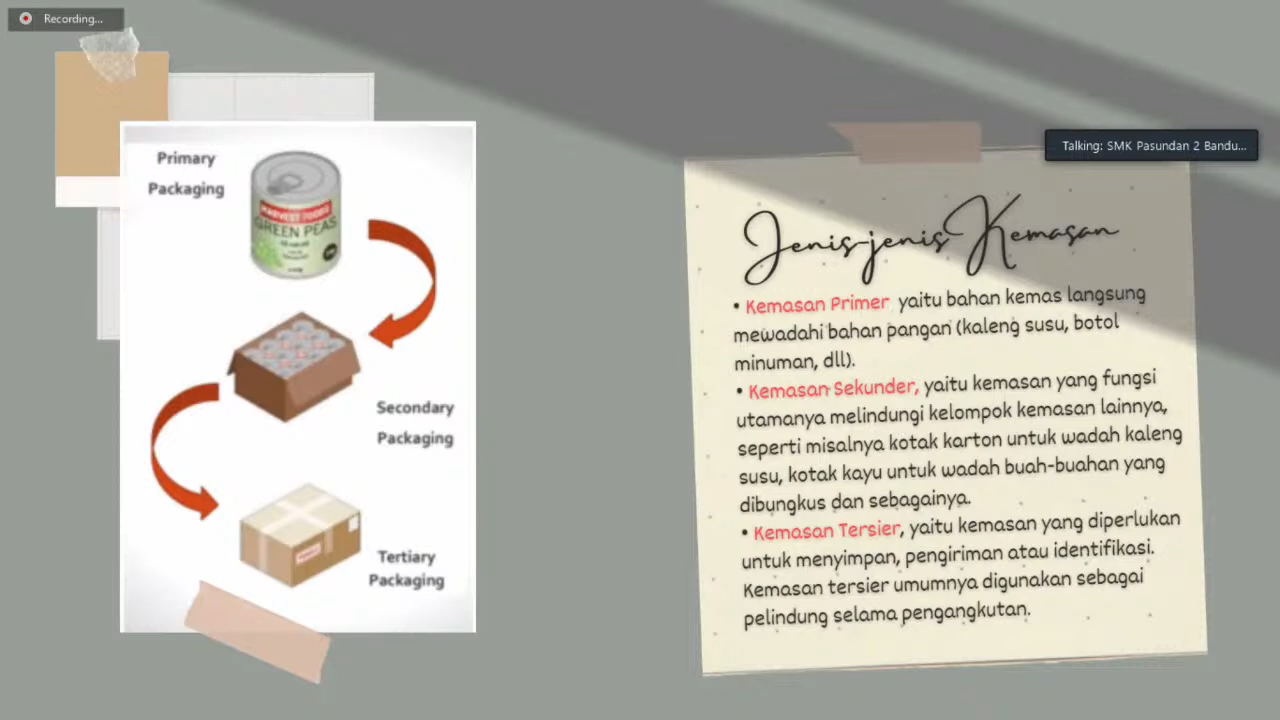 Recording...
Primary
Packaging
HARVEST FOODS
GREEN PEAS
Secondary
Packaging
Tertiary
Packaging
Talking: SMK Pasundan 2 Bandu...
Jenis-jenis Kemasan
• Kemasan Primer yaitu bahan kemas langsung
mewadahi bahan pangan (kaleng susu, botol
minuman, dll).
• Kemasan Sekunder, yaitu kemasan yang fungsi
utamanya melindungi kelompok kemasan lainnya,
seperti misalnya kotak karton untuk wadah kaleng
susu, kotak kayu untuk wadah buah-buahan yang
dibungkus dan sebagainya.
• Kemasan Tersier, yaitu kemasan yang diperlukan
untuk menyimpan, pengiriman atau identifikasi.
Kemasan tersier umumnya digunakan sebagai
pelindung selama pengangkutan.